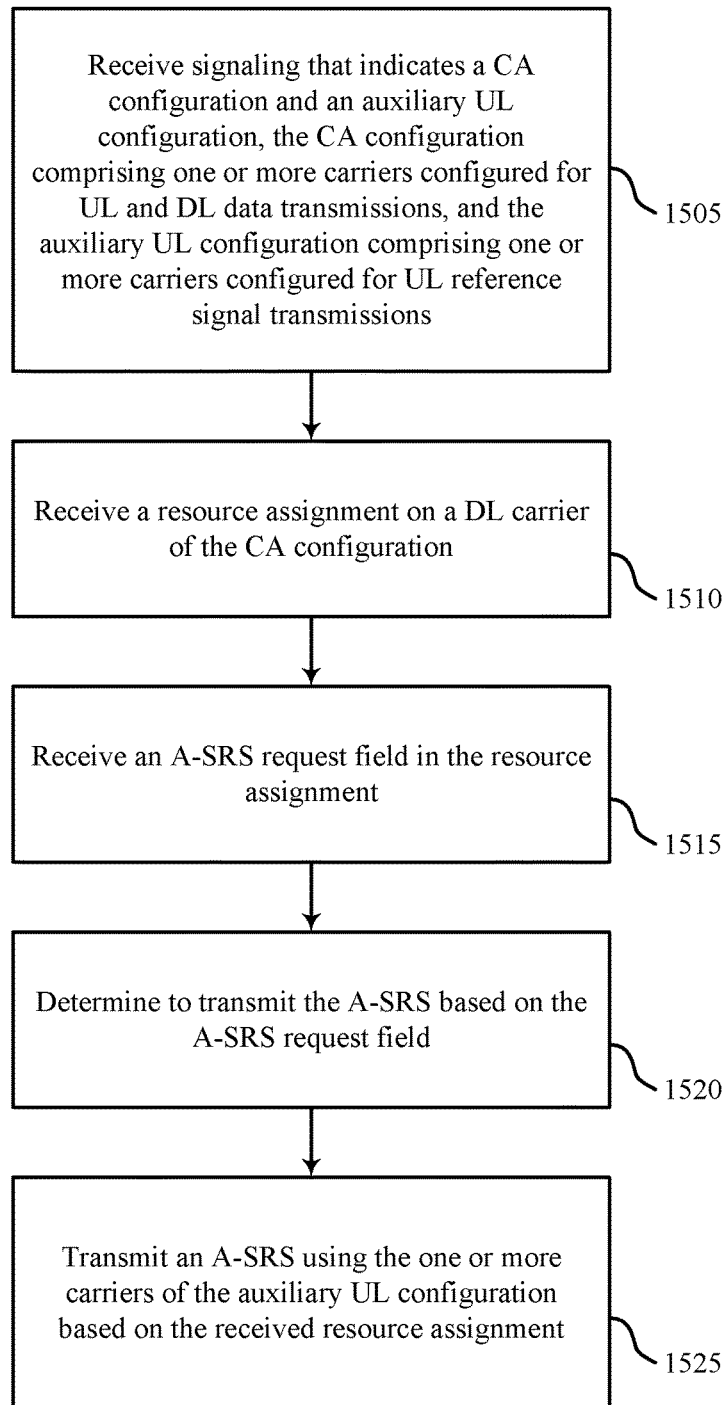 Receive signaling that indicates a CA
configuration and an auxiliary UL
configuration, the CA configuration
comprising one or more carriers configured for
UL and DL data transmissions, and the
auxiliary UL configuration comprising one or
more carriers configured for UL reference
signal transmissions
1505
Receive a resource assignment on a DL carrier
of the CA configuration
1510
Receive an A-SRS request field in the resource
assignment
1515
Determine to transmit the A-SRS based on the
A-SRS request field
1520
Transmit an A-SRS using the one or more
carriers of the auxiliary UL configuration
based on the received resource assignment
1525